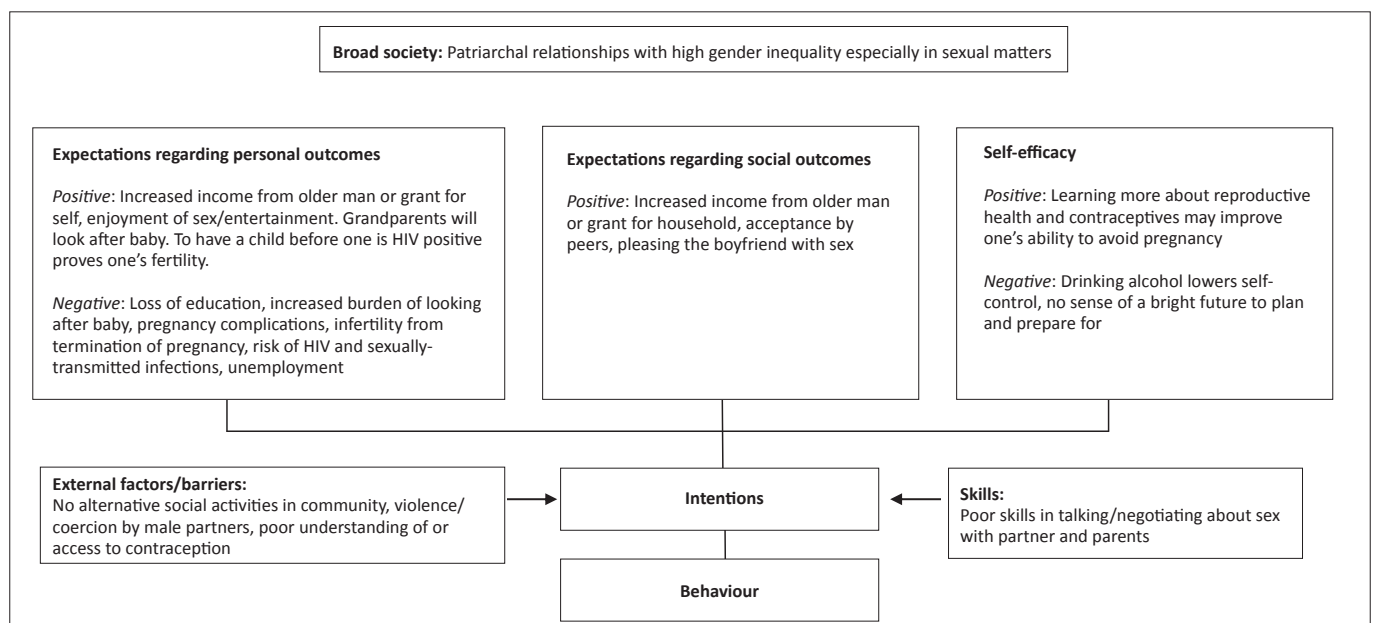 Broad society: Patriarchal relationships with high gender inequality especially in sexual matters
Expectations regarding personal outcomes
Positive: Increased income from older man or grant for
self, enjoyment of sex/entertainment. Grandparents will
look after baby. To have a child before one is HIV positive
proves one's fertility.
Negative: Loss of education, increased burden of looking
after baby, pregnancy complications, infertility from
termination of pregnancy, risk of HIV and sexually-
transmitted infections, unemployment
Expectations regarding social outcomes
Positive: Increased income from older man
or grant for household, acceptance by
peers, pleasing the boyfriend with sex
Self-efficacy
Positive: Learning more about reproductive
health and contraceptives may improve
one's ability to avoid pregnancy
Negative: Drinking alcohol lowers self-
control, no sense of a bright future to plan
and prepare for
External factors/barriers:
No alternative social activities in community, violence/
coercion by male partners, poor understanding of or
access to contraception
Intentions
Skills:
Poor skills in talking/negotiating about sex
with partner and parents
Behaviour